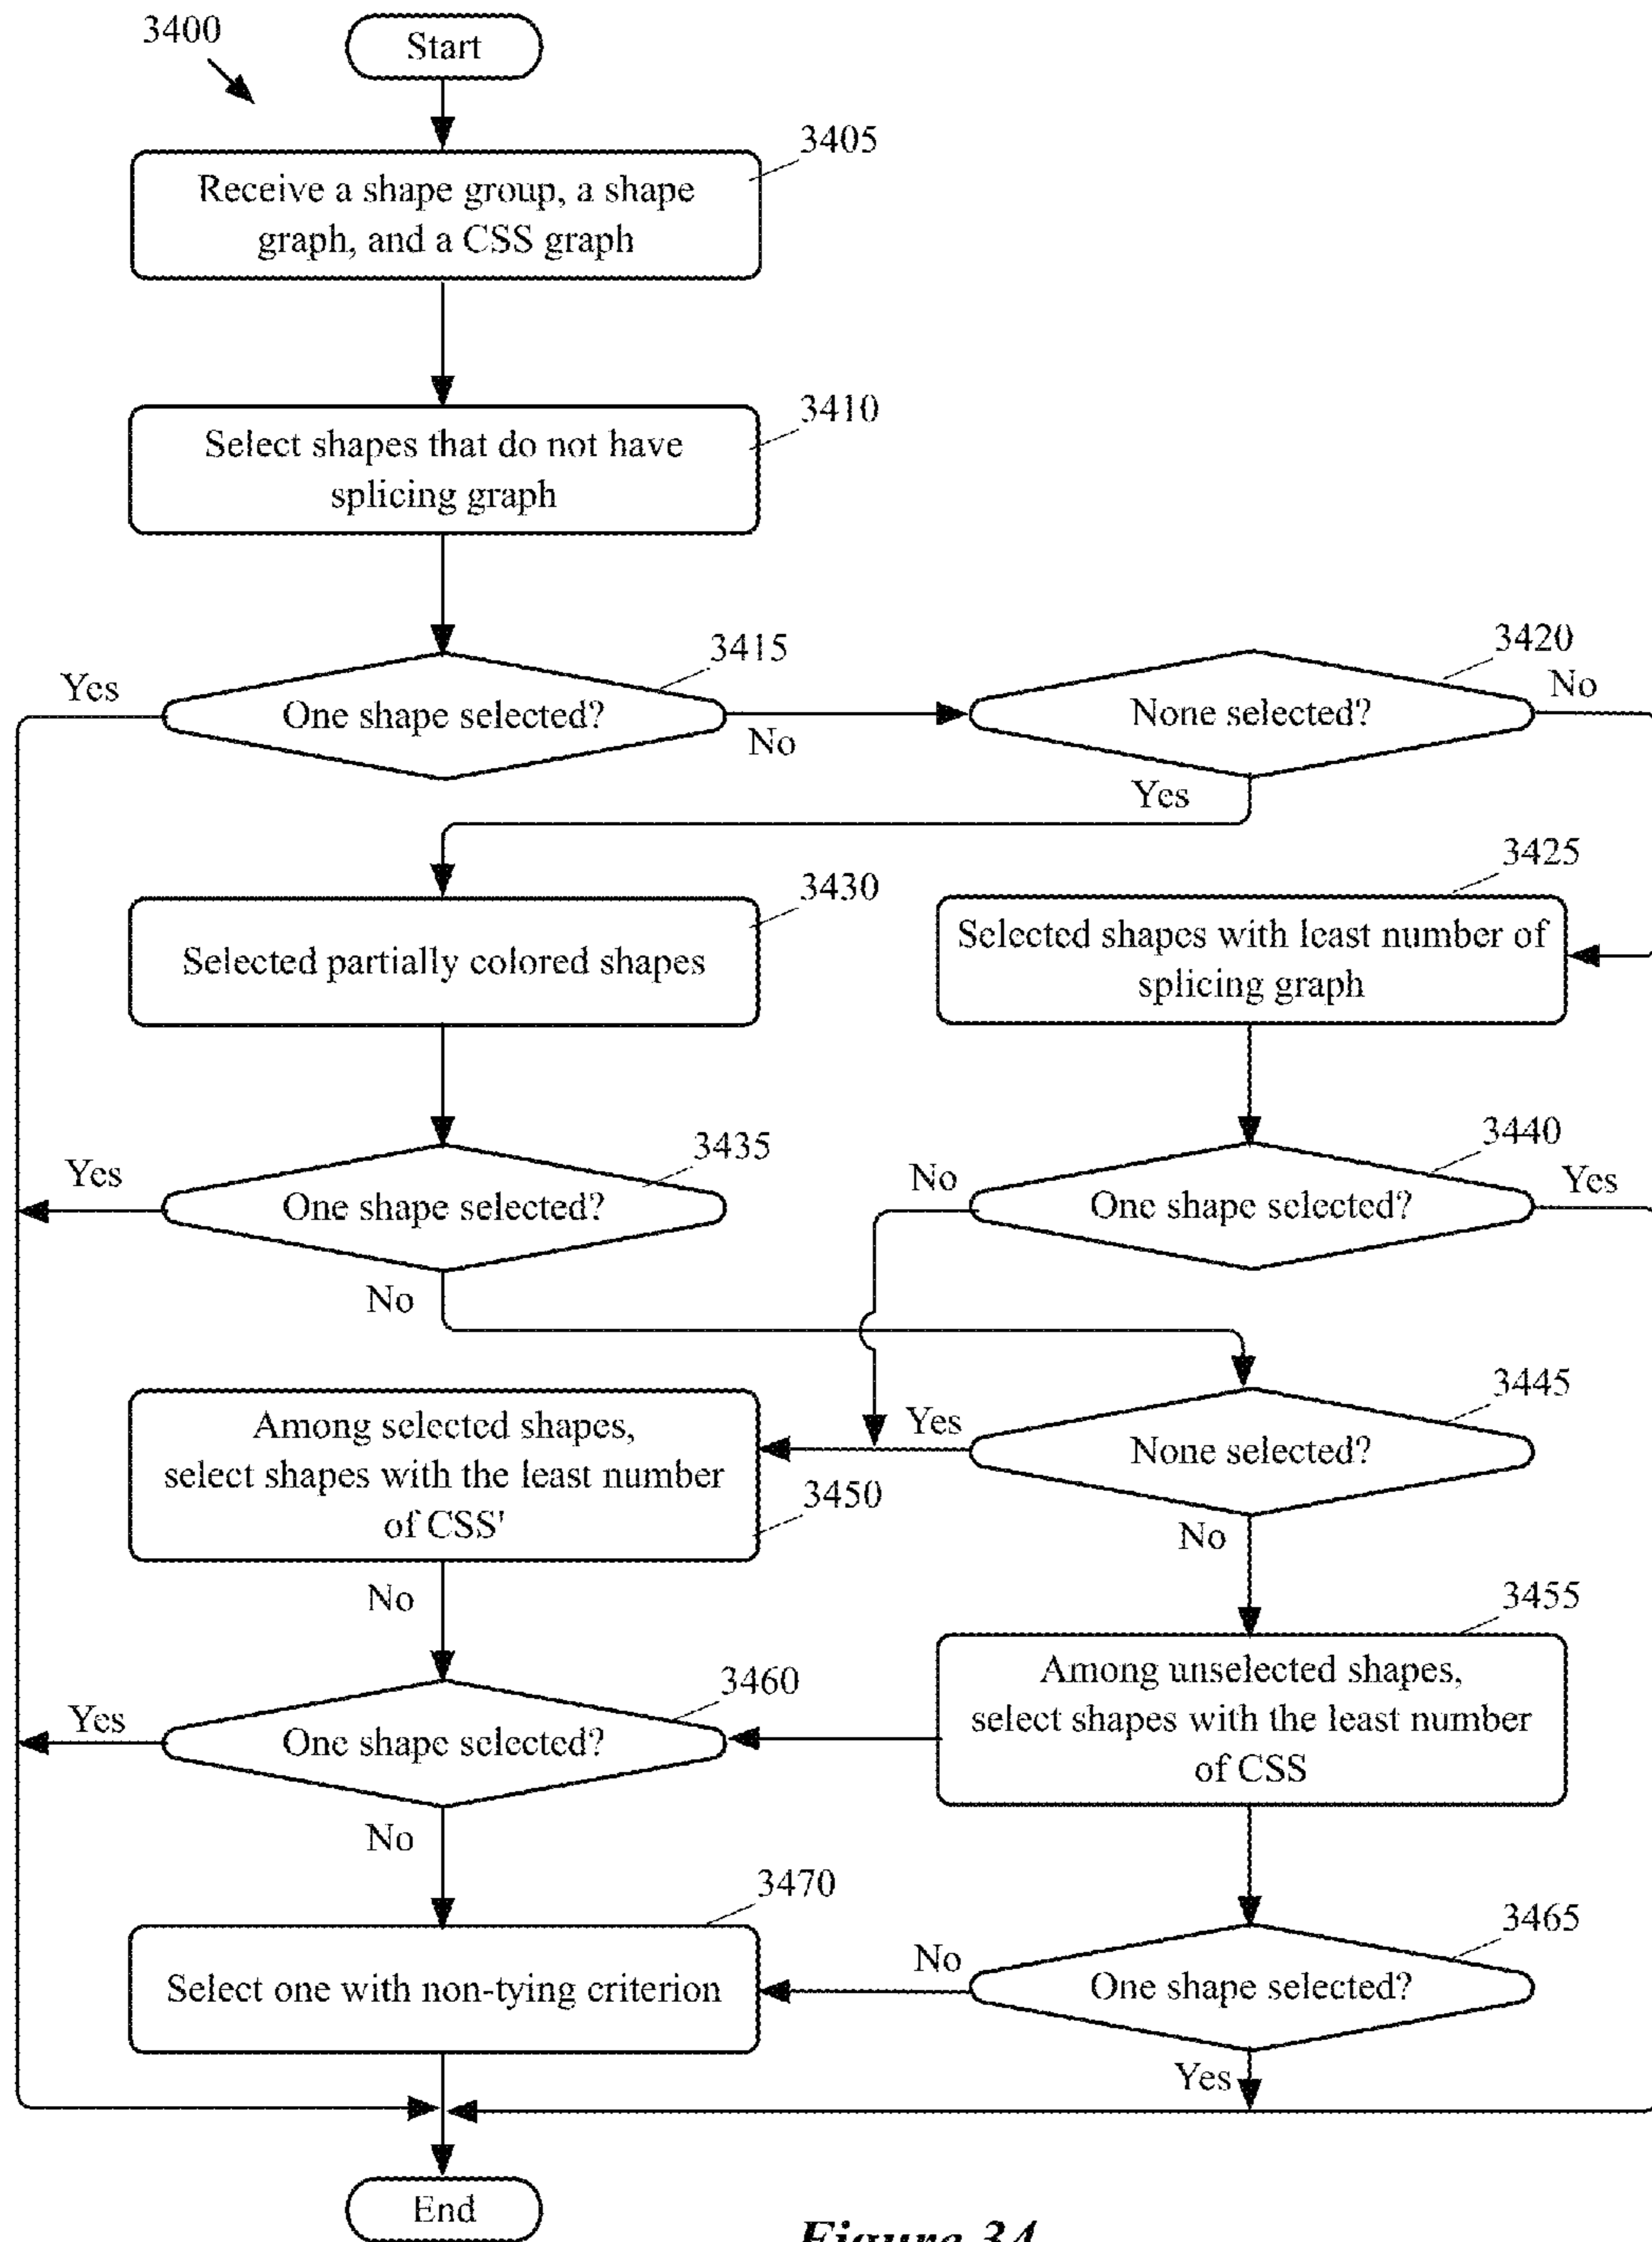 3400
Start
3405
Receive a shape group, a shape
graph, and a CSS graph
3410
Select shapes that do not have
splicing graph
3415
One shape selected?
Yes
No
3420
None selected?
No
Yes
3430
Selected partially colored shapes
3425
Selected shapes with least number of
splicing graph
3435
Yes
One shape selected?
No
3440
No
One shape selected?
Yes
3445
Yes
None selected?
No
Among selected shapes,
select shapes with the least number
of CSS'
3450
No
3455
Among unselected shapes,
select shapes with the least number
of CSS
3460
Yes
One shape selected?
No
3470
Select one with non-tying criterion
3465
No
One shape selected?
Yes
End
Figure 34